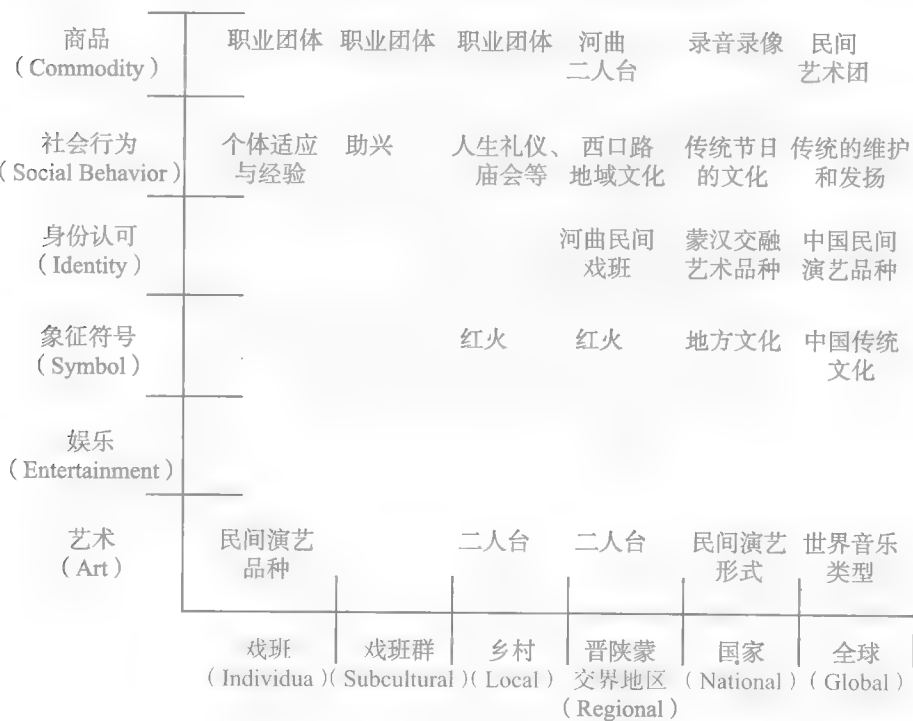 商品 职业团体 职业团体 职业团体 河曲 录音录像 民间
(Commodity) 二人台 艺术团
社会行为 个体适应 助兴 人生礼仪、 西口路 传统节日 传统的维护
(Social Behavior) 与经验 庙会等 地域文化 的文化 和发扬
身份认可 河曲民间 蒙汉交融 中国民间
(Identity) 戏班 艺术品种 演艺品种
象征符号 红火 红火 地方文化 中国传统
(Symbol) 文化
娱乐
(Entertainment)
艺术 民间演艺 二人台 二人台 民间演艺 世界音乐
(Art) 品种 形式 类型
戏班 戏班群 乡村 晋陕蒙 国家 全球
(Individua) (Subcultural) (Local) 交界地区 (National) (Global)
(Regional)